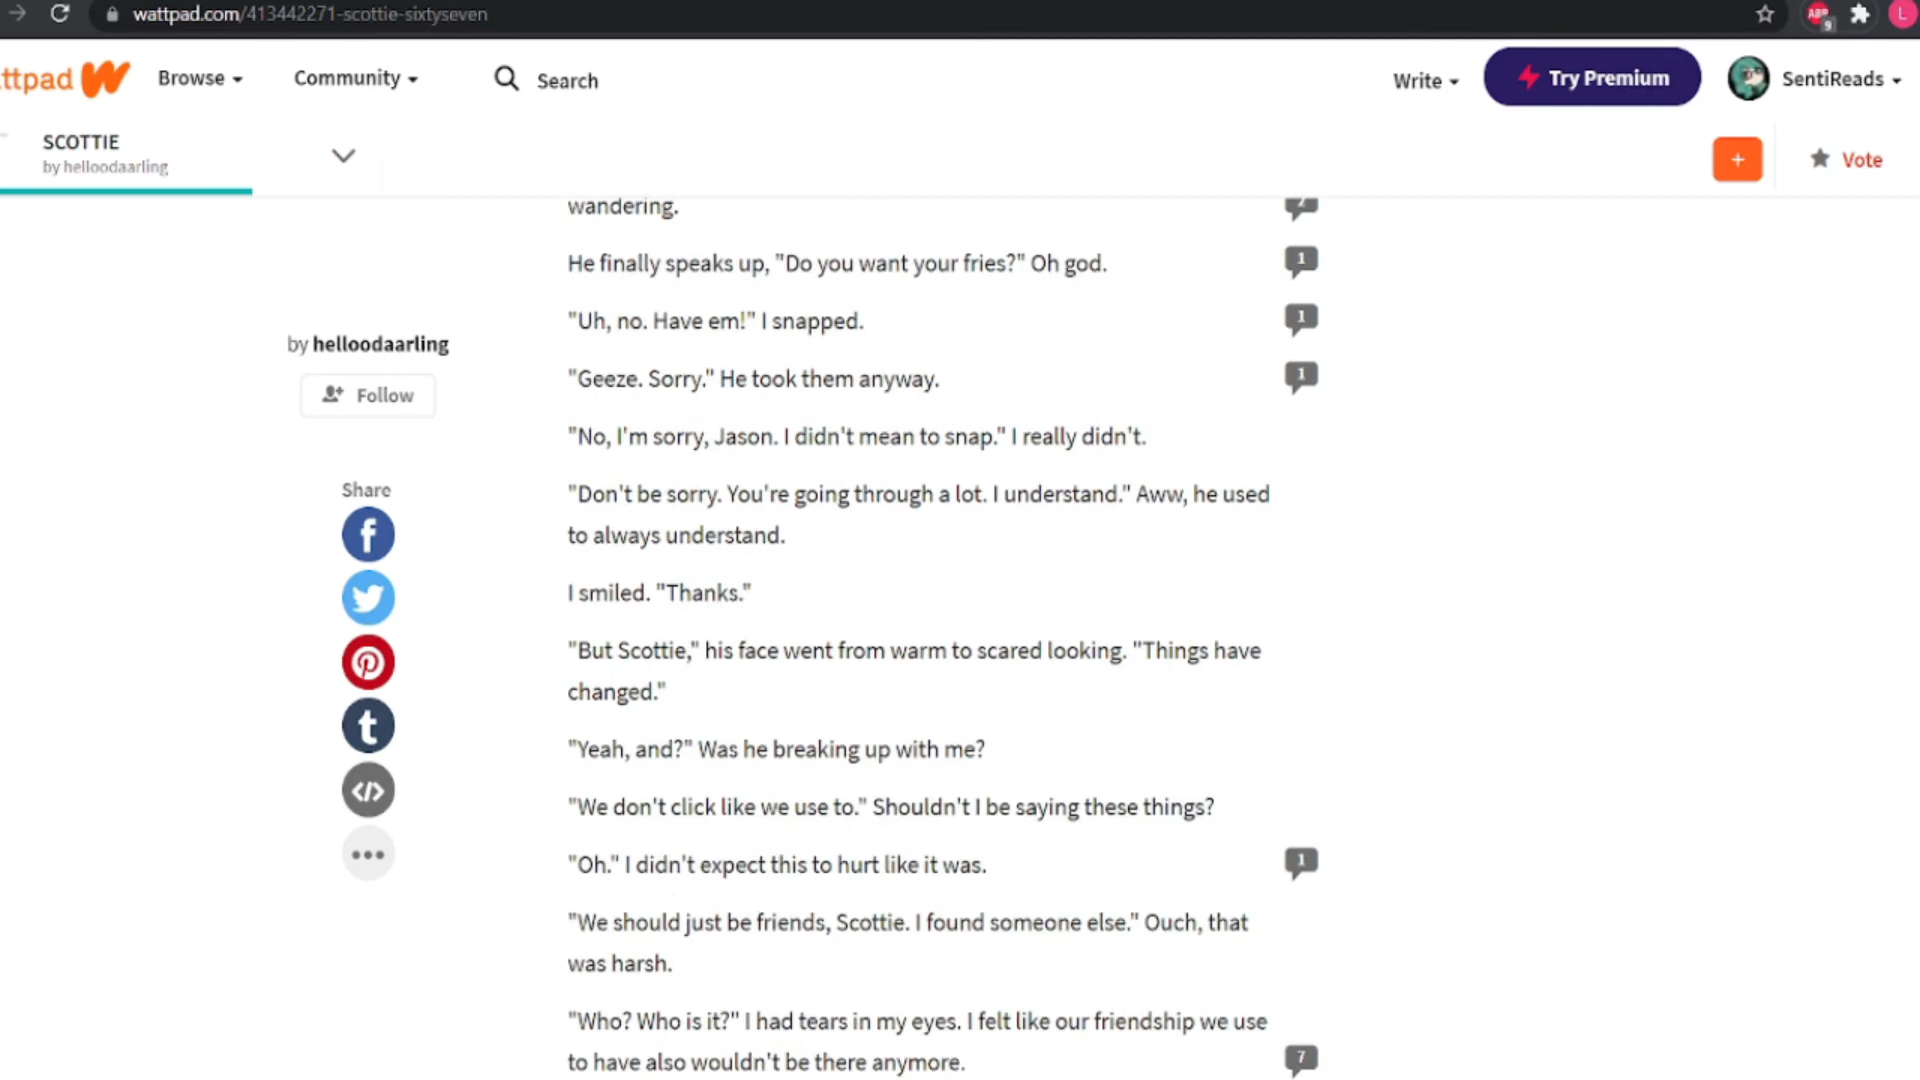 wattpad.com/413442271-scottie-sixtyseven
ABP
9
L
ttpad
Browse
Community
Search
Write
Try Premium
SentiReads
SCOTTIE
by helloodaarling
+
Vote
wandering.
2
He finally speaks up, "Do you want your fries?" Oh god.
1
"Uh, no. Have em!" I snapped.
1
"Geeze. Sorry." He took them anyway.
1
"No, I'm sorry, Jason. I didn't mean to snap." I really didn't.
"Don't be sorry. You're going through a lot. I understand." Aww, he used
to always understand.
I smiled. "Thanks."
"But Scottie," his face went from warm to scared looking. "Things have
changed."
"Yeah, and?" Was he breaking up with me?
"We don't click like we use to." Shouldn't I be saying these things?
"Oh." I didn't expect this to hurt like it was.
1
"We should just be friends, Scottie. I found someone else." Ouch, that
was harsh.
"Who? Who is it?" I had tears in my eyes. I felt like our friendship we use
to have also wouldn't be there anymore.
7
by helloodaarling
Follow
Share